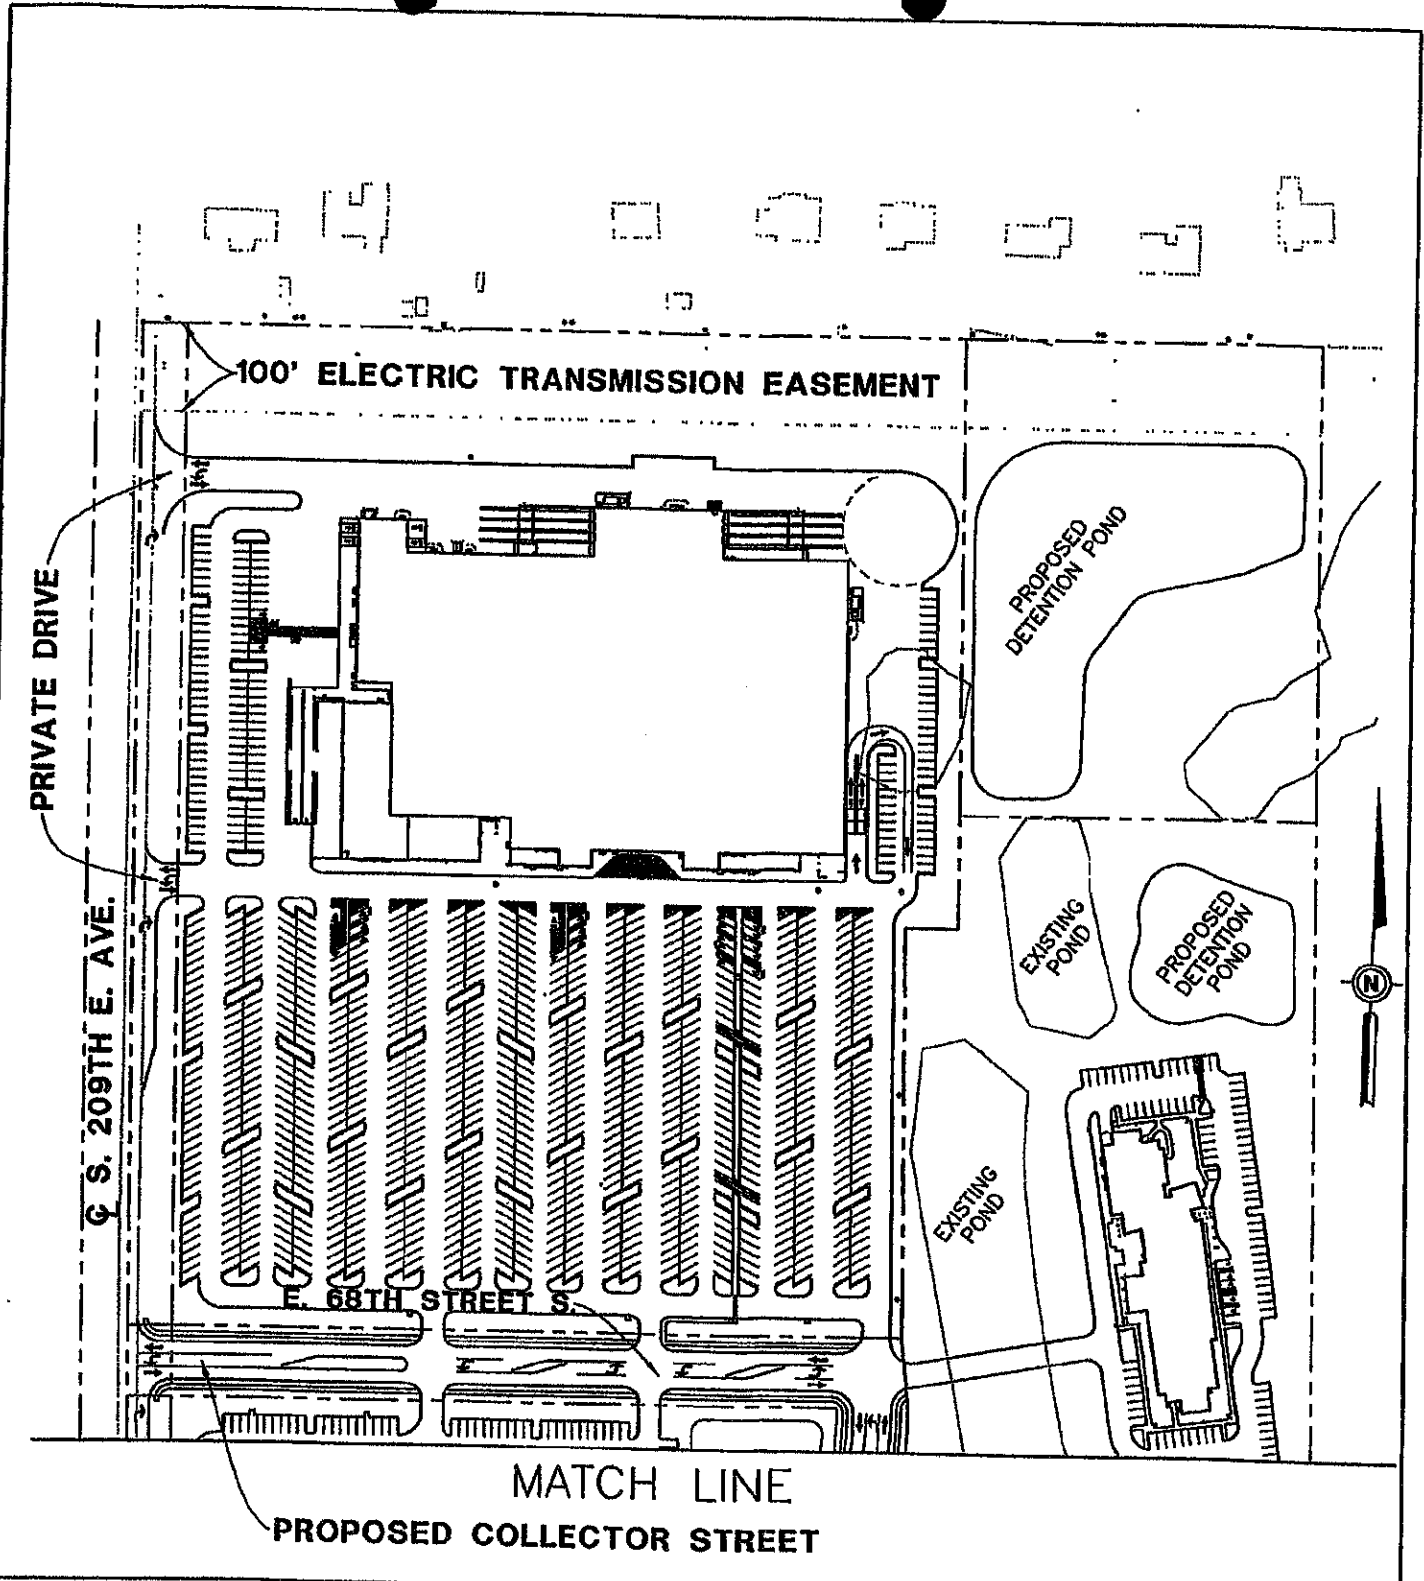 100' ELECTRIC TRANSMISSION EASEMENT
PROPOSED
DETENTION POND
PRIVATE DRIVE
EXISTING
POND
PROPOSED
DETENTION
POND
N
℄ S. 209TH E. AVE.
EXISTING
POND
E. 68TH STREET S.
MATCH LINE
PROPOSED COLLECTOR STREET